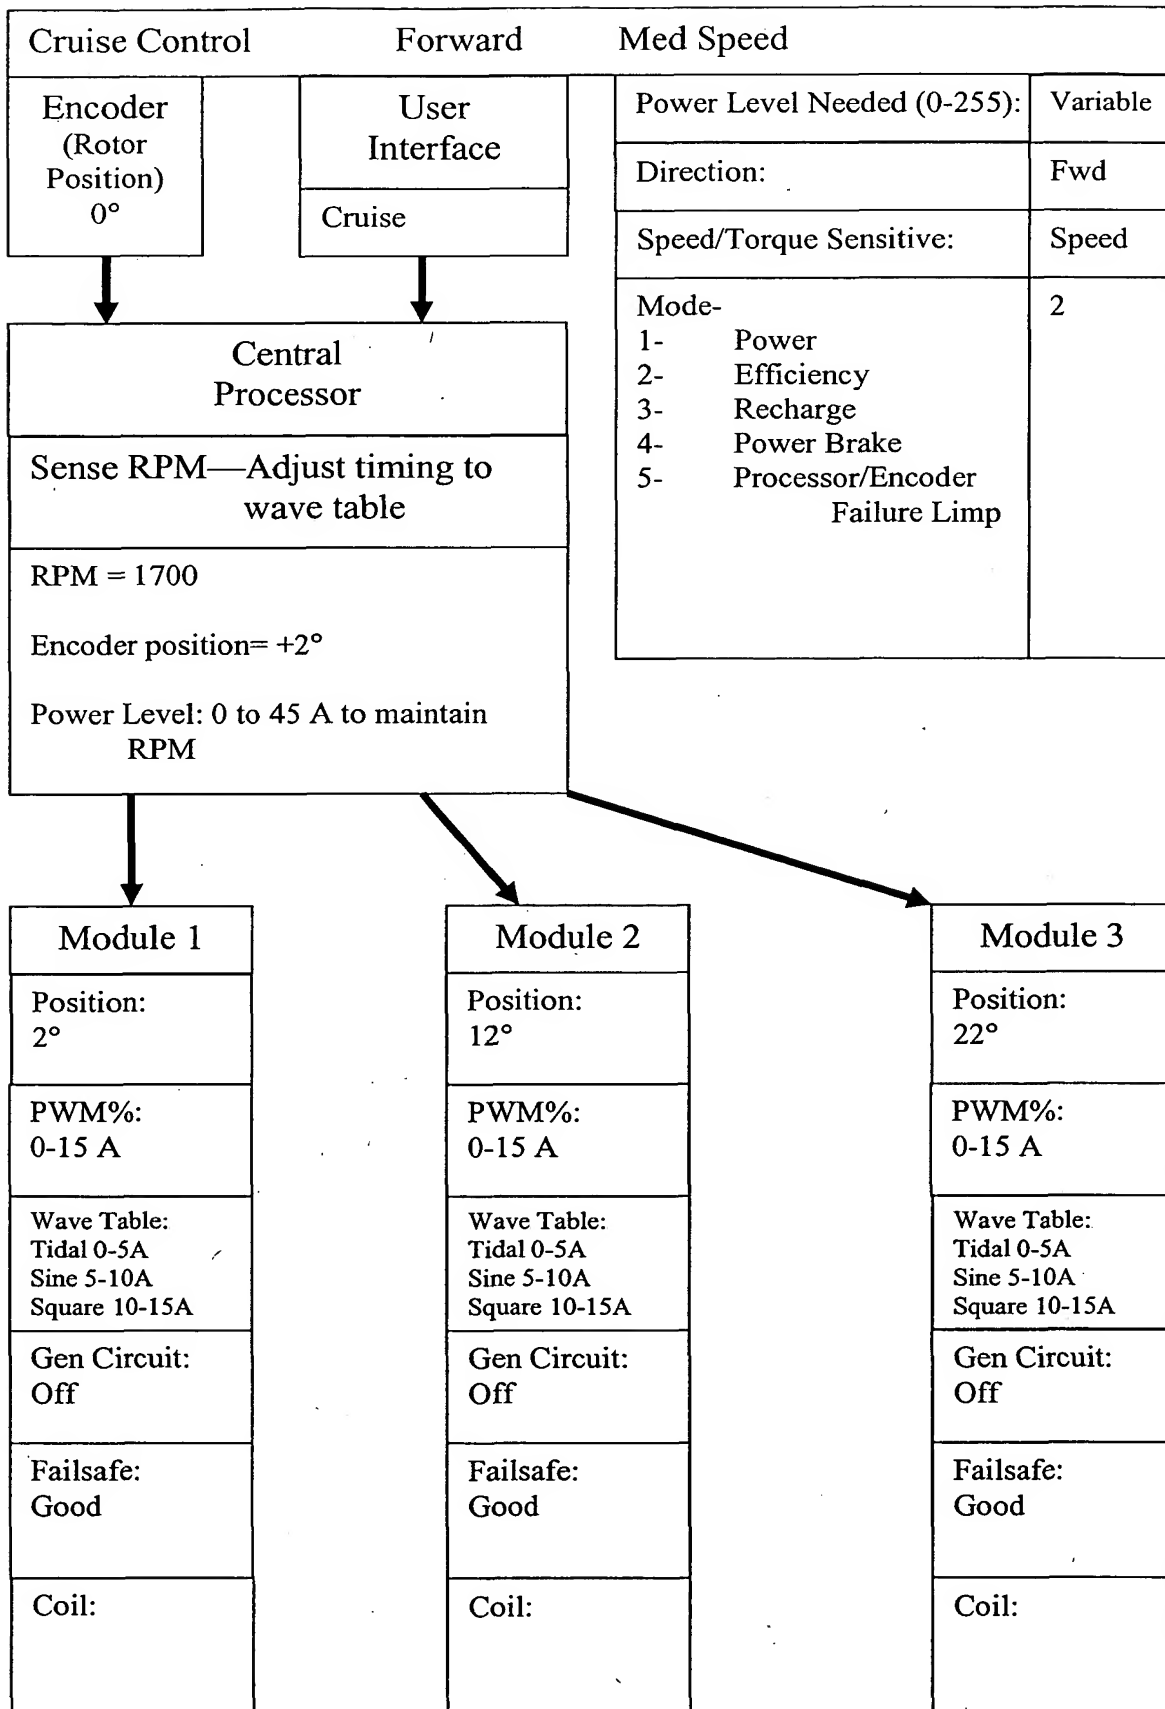 Cruise Control Forward Med Speed
Encoder
(Rotor
Position)
0°
User
Interface
Cruise
Power Level Needed (0-255): Variable
Direction: Fwd
Speed/Torque Sensitive: Speed
Mode- 2
1- Power
2- Efficiency
3- Recharge
4- Power Brake
5- Processor/Encoder
Failure Limp
Central
Processor
Sense RPM—Adjust timing to
wave table
RPM = 1700
Encoder position= +2°
Power Level: 0 to 45 A to maintain
RPM
Module 1
Position:
2°
PWM%:
0-15 A
Wave Table:
Tidal 0-5A
Sine 5-10A
Square 10-15A
Gen Circuit:
Off
Failsafe:
Good
Coil:
Module 2
Position:
12°
PWM%:
0-15 A
Wave Table:
Tidal 0-5A
Sine 5-10A
Square 10-15A
Gen Circuit:
Off
Failsafe:
Good
Coil:
Module 3
Position:
22°
PWM%:
0-15 A
Wave Table:
Tidal 0-5A
Sine 5-10A
Square 10-15A
Gen Circuit:
Off
Failsafe:
Good
Coil: